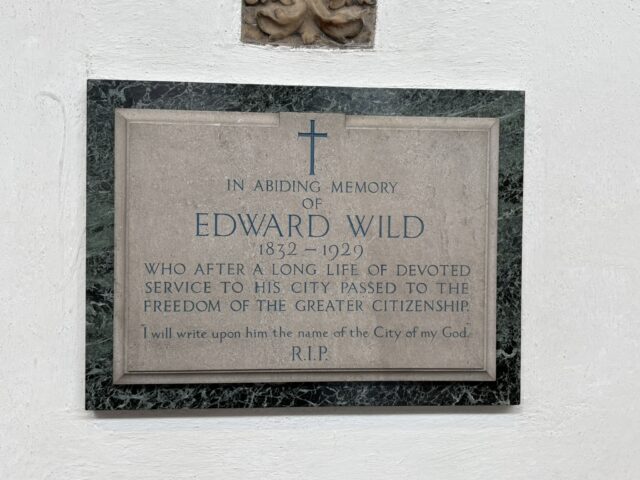 IN ABIDING MEMORY
OF
EDWARD WILD
1832 – 1929
WHO AFTER A LONG LIFE OF DEVOTED
SERVICE TO HIS CITY PASSED TO THE
FREEDOM OF THE GREATER CITIZENSHIP.
"I will write upon him the name of the City of my God."
R.I.P.